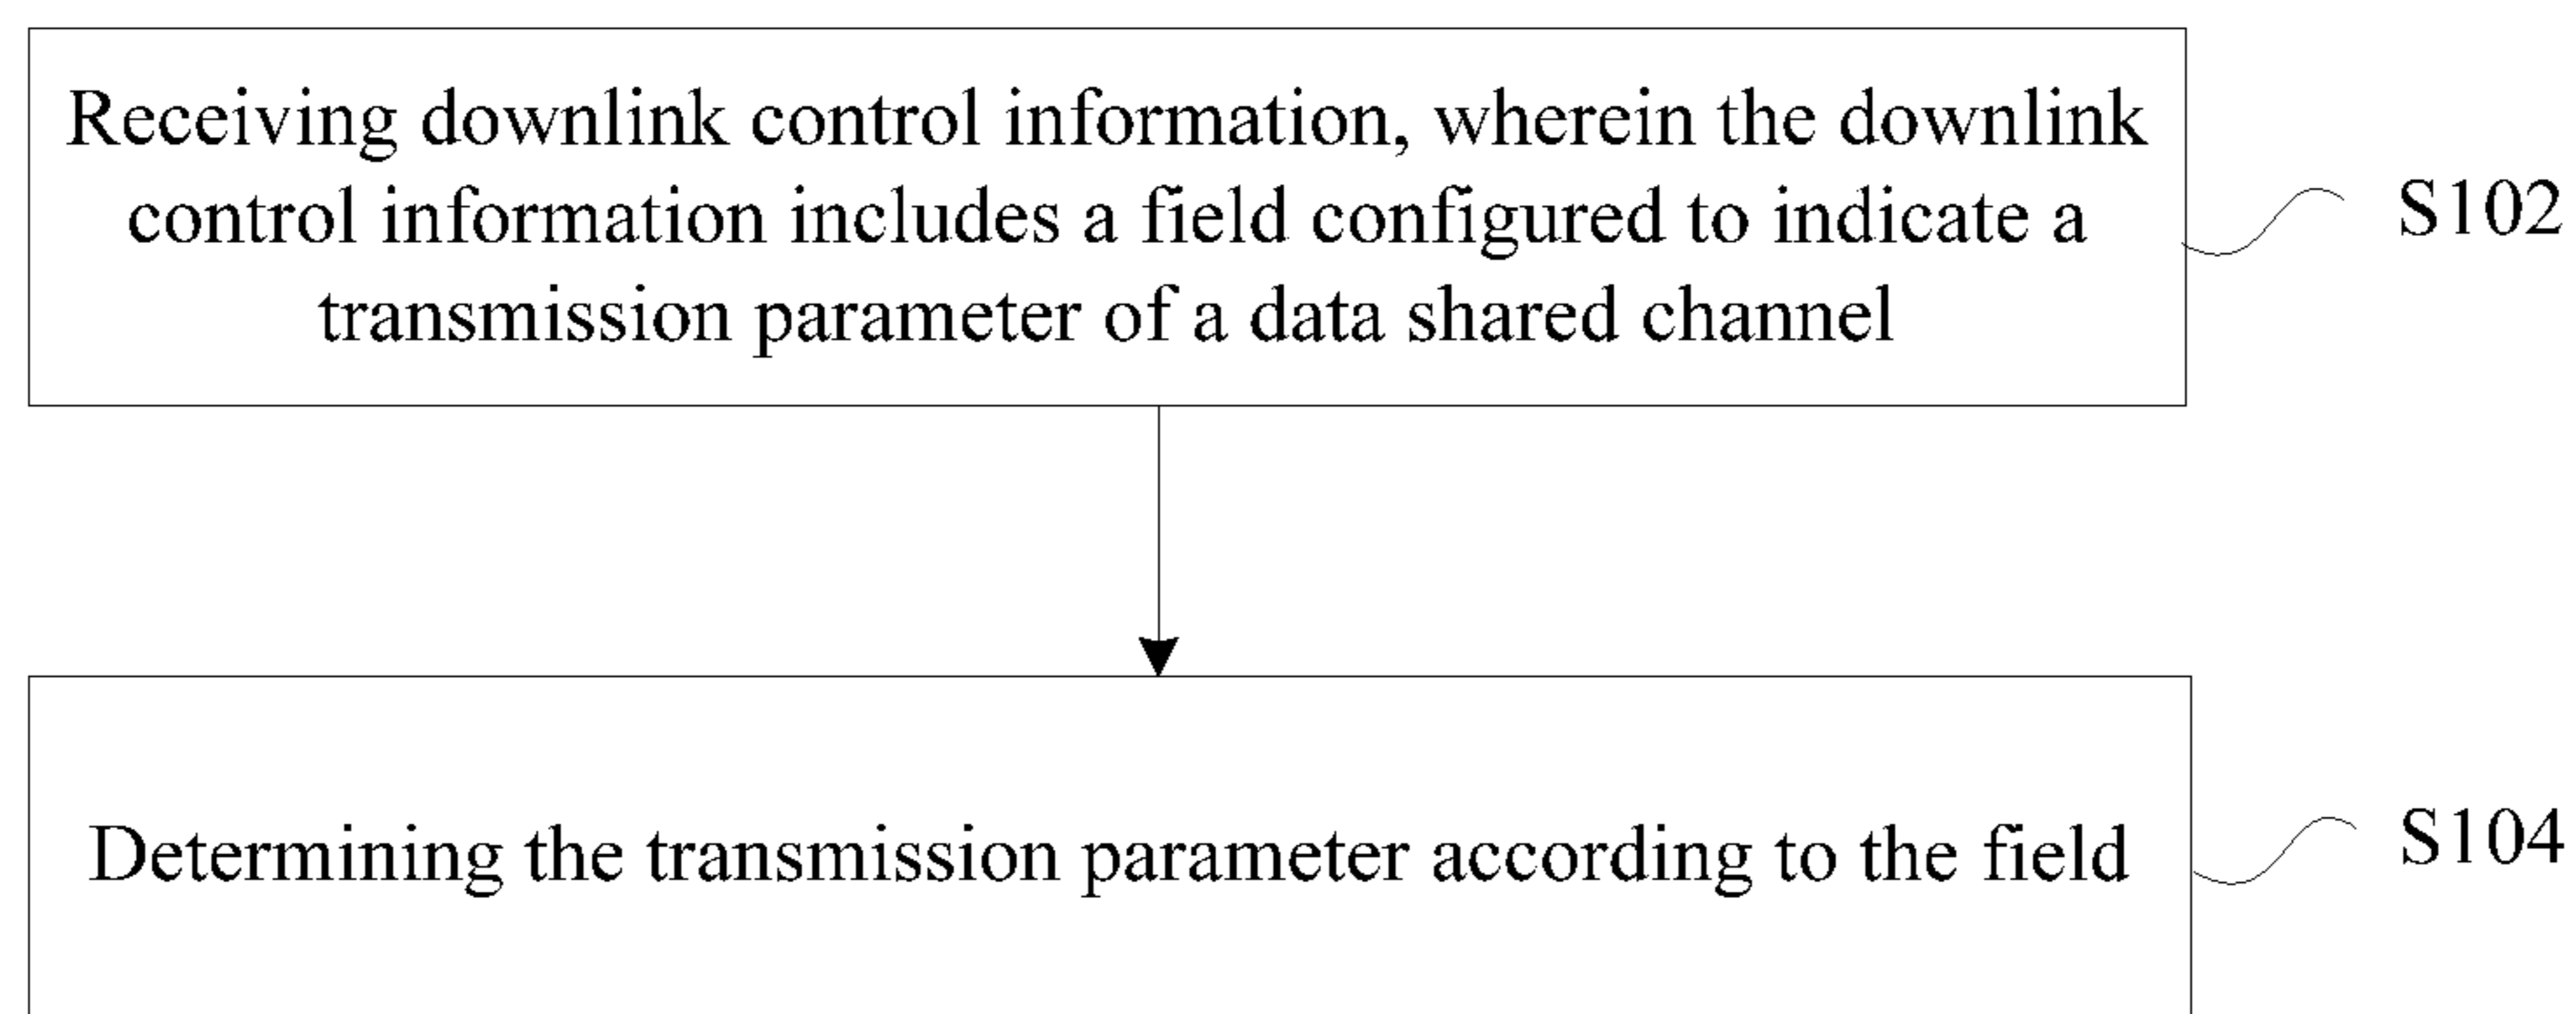 Receiving downlink control information, wherein the downlink
control information includes a field configured to indicate a
transmission parameter of a data shared channel
S102
Determining the transmission parameter according to the field
S104